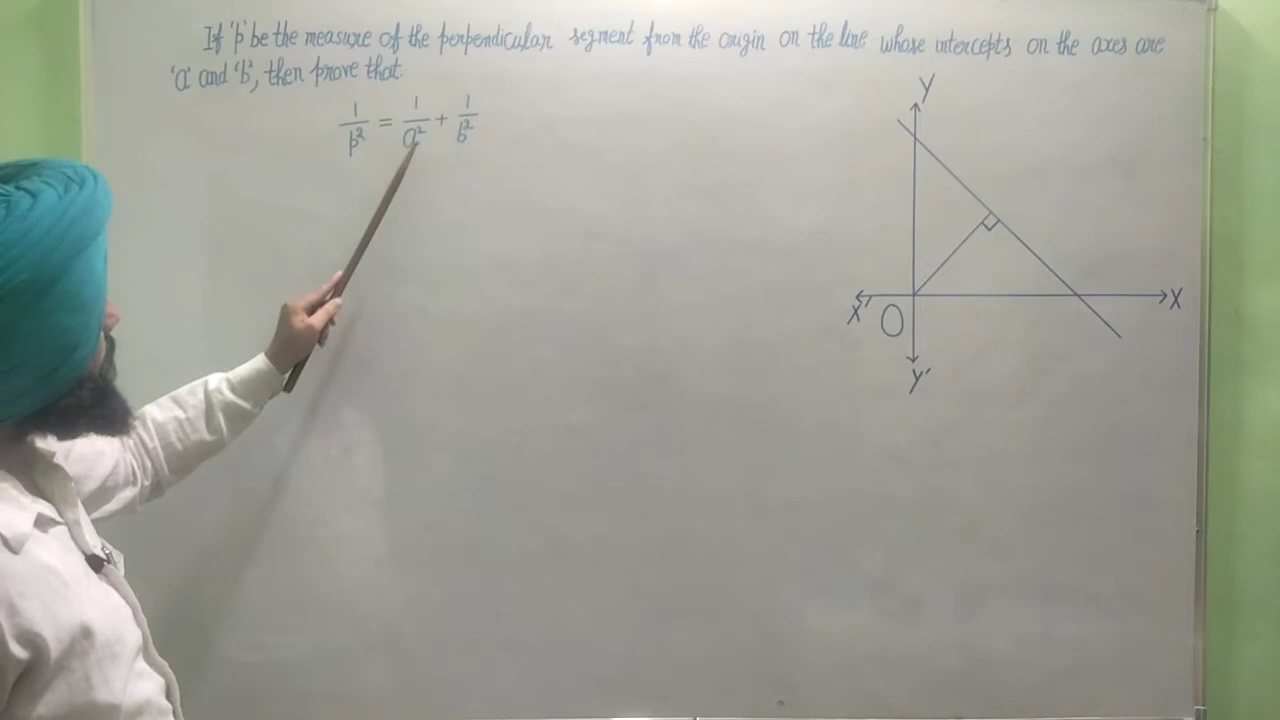 If 'p' be the measure of the perpendicular segment from the origin on the line whose intercepts on the axes are
'a' and 'b', then prove that.
1/p² = 1/a² + 1/b²
Y
X' O X
Y'